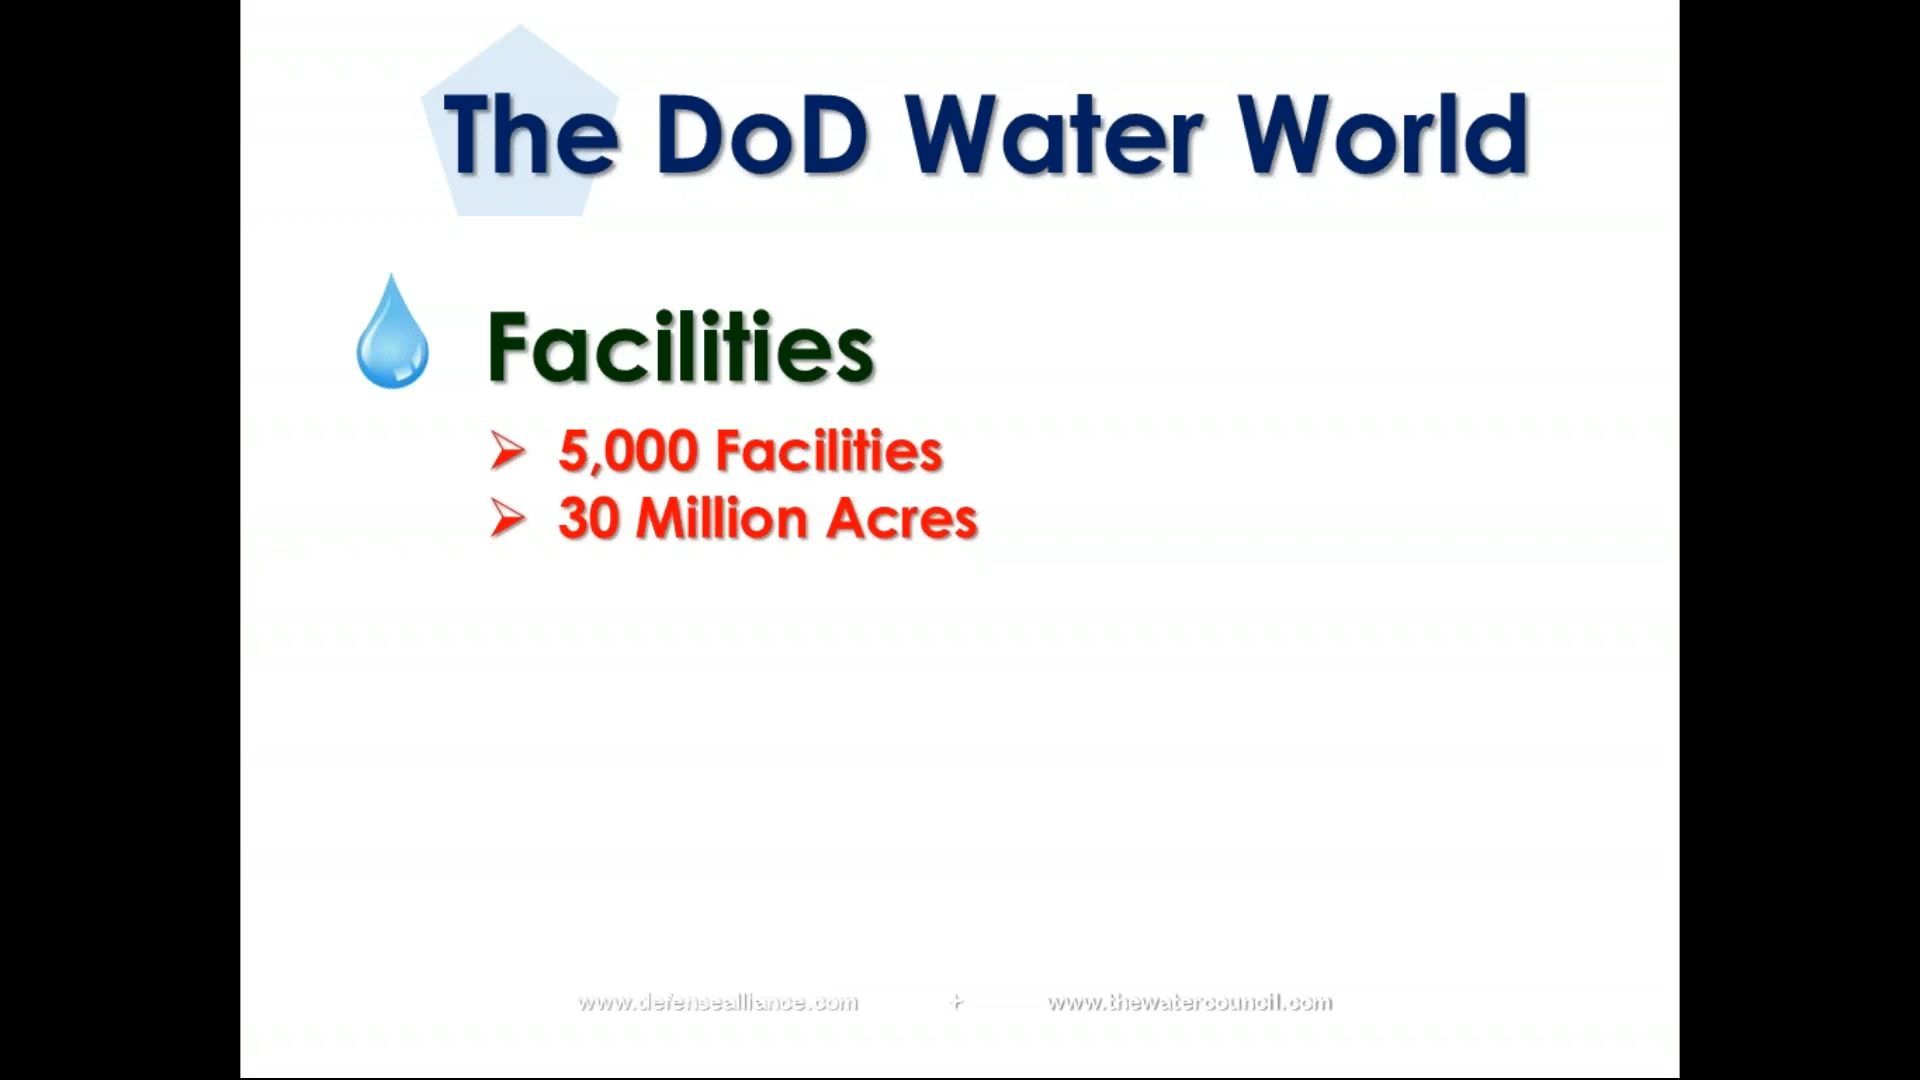 The DoD Water World
Facilities
5,000 Facilities
30 Million Acres
www.defensealliance.com + www.thewatercouncil.com